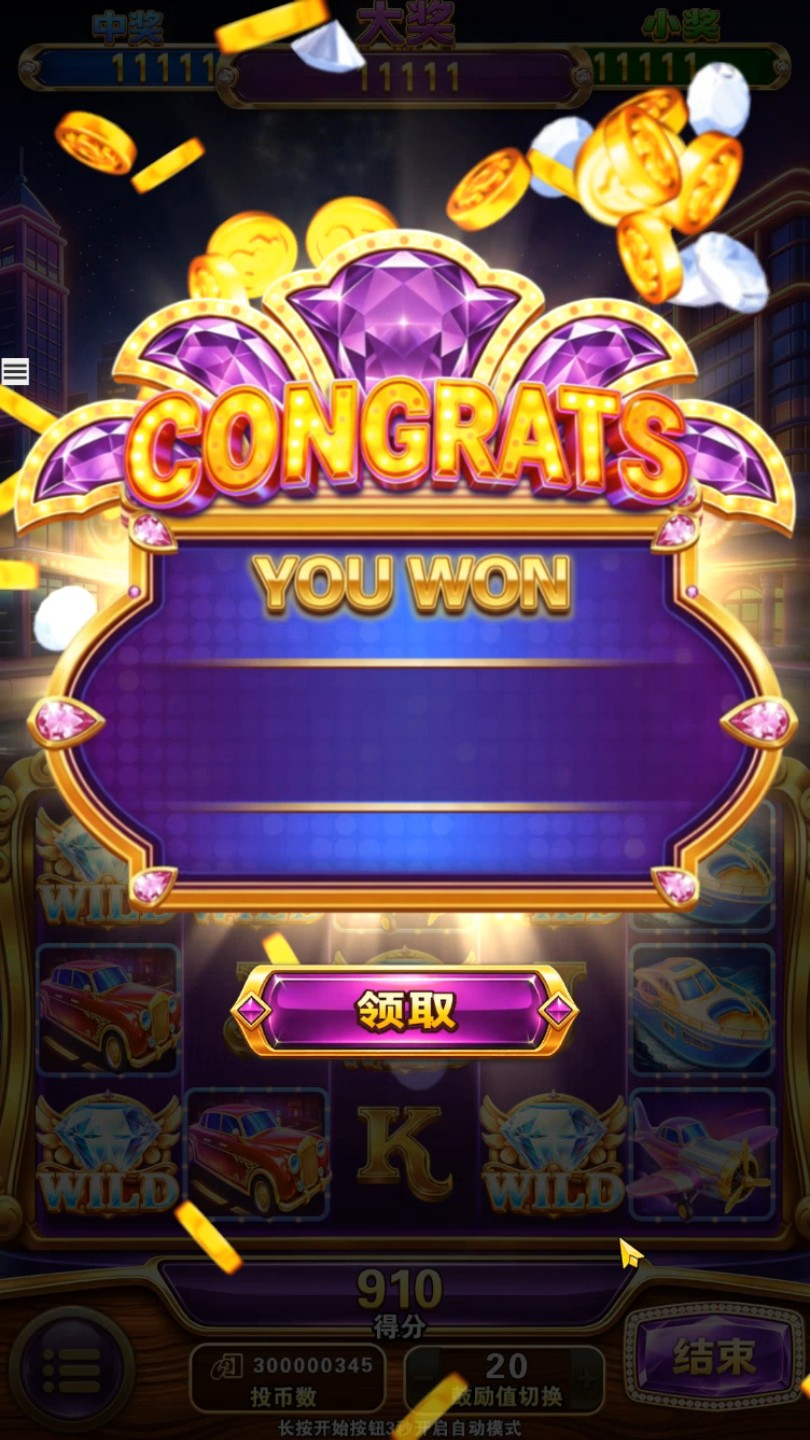 中奖 大奖 小奖
11111 11111 11111
CONGRATS
YOU WON
WILD
领取
WILD K WILD
910
得分
300000345 20
投币数 鼓励值切换
结束
长按开始按钮3秒开启自动模式